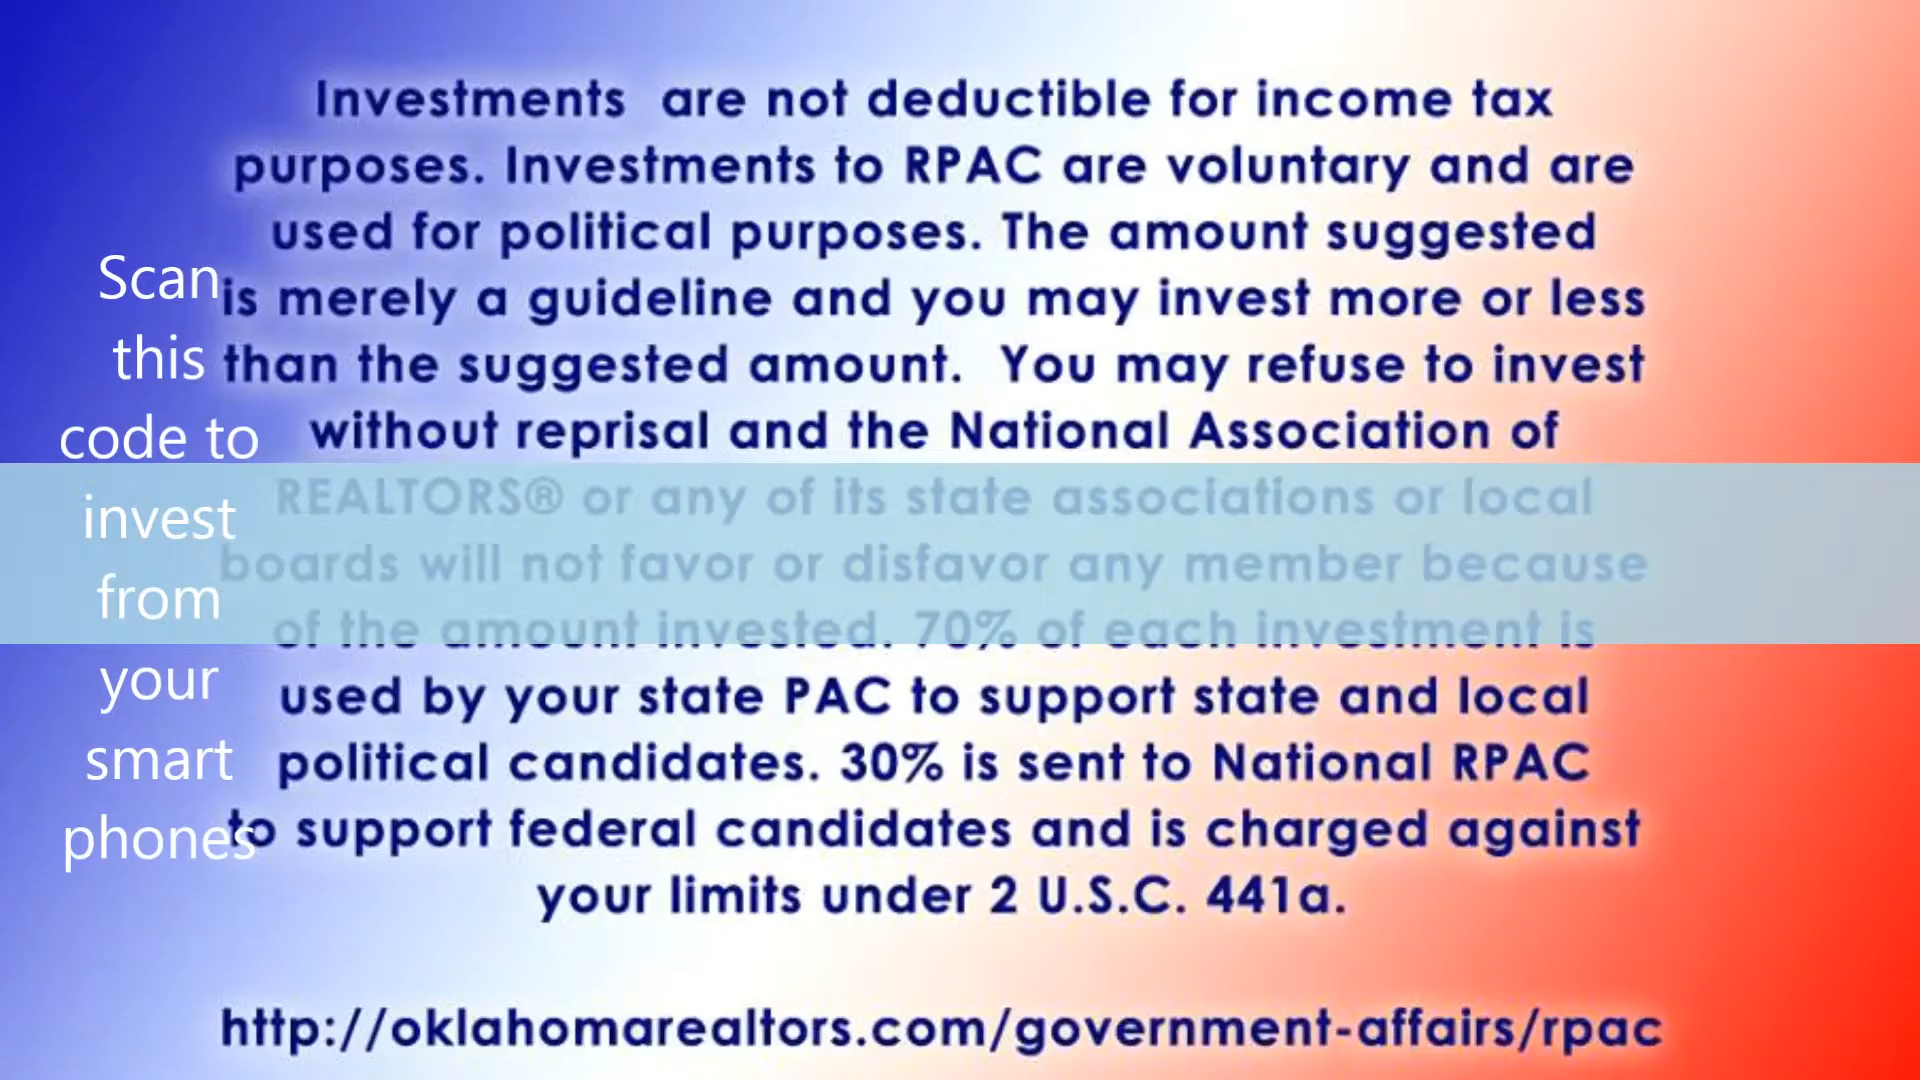 Investments are not deductible for income tax
purposes. Investments to RPAC are voluntary and are
used for political purposes. The amount suggested
is merely a guideline and you may invest more or less
than the suggested amount. You may refuse to invest
without reprisal and the National Association of
REALTORS® or any of its state associations or local
boards will not favor or disfavor any member because
of the amount invested. 70% of each investment is
used by your state PAC to support state and local
political candidates. 30% is sent to National RPAC
to support federal candidates and is charged against
your limits under 2 U.S.C. 441a.
http://oklahomarealtors.com/government-affairs/rpac
Scan
this
code to
invest
from
your
smart
phones